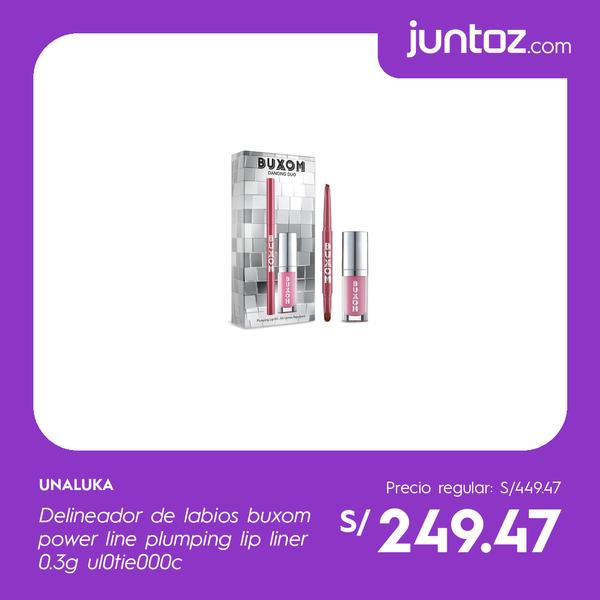 juntoz.com
BUXOM
DANCING DUO
BUXOM
BUXOM
BUXOM
BUXOM
UNALUKA
Delineador de labios buxom
power line plumping lip liner
0.3g ul0tie000c
Precio regular: S/449.47
S/249.47